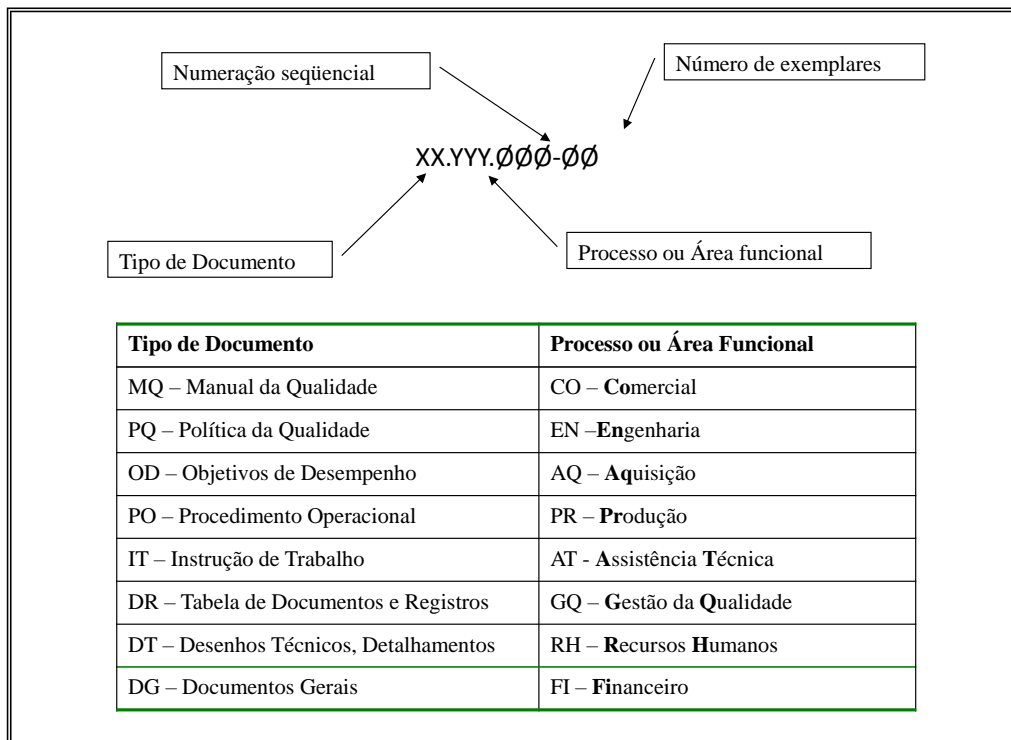 Numeração seqüencial
Número de exemplares
XX.YYY.ØØØ-ØØ
Tipo de Documento
Processo ou Área funcional
Tipo de Documento Processo ou Área Funcional
MQ – Manual da Qualidade CO – Comercial
PQ – Política da Qualidade EN –Engenharia
OD – Objetivos de Desempenho AQ – Aquisição
PO – Procedimento Operacional PR – Produção
IT – Instrução de Trabalho AT - Assistência Técnica
DR – Tabela de Documentos e Registros GQ – Gestão da Qualidade
DT – Desenhos Técnicos, Detalhamentos RH – Recursos Humanos
DG – Documentos Gerais FI – Financeiro